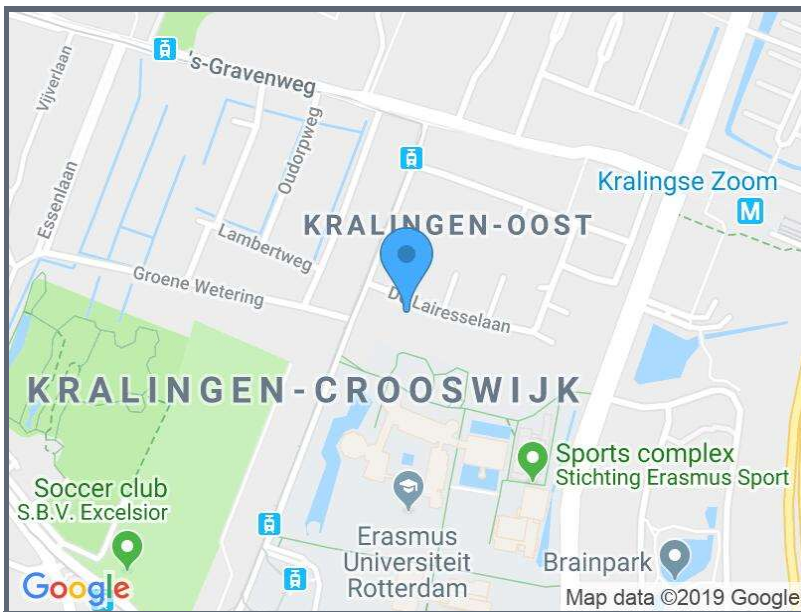 's-Gravenweg
Vijverlaan
Essenlaan
Oudorpweg
Lambertweg
Groene Wetering
Kralingse Zoom
M
KRALINGEN-OOST
De Lairesselaan
KRALINGEN-CROOSWIJK
Sports complex
Stichting Erasmus Sport
Soccer club
S.B.V. Excelsior
Erasmus
Universiteit
Rotterdam
Brainpark
Google
Map data ©2019 Google